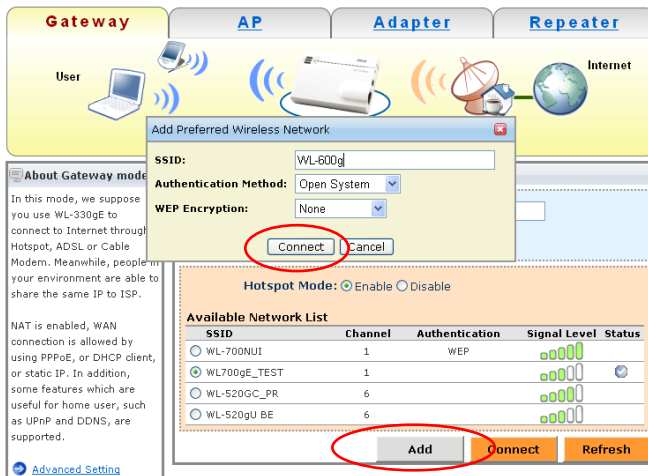 Gateway
AP
Adapter
Repeater
User
Internet
Add Preferred Wireless Network
SSID:
WL-600g
Authentication Method:
Open System
WEP Encryption:
None
Connect
Cancel
About Gateway mode
In this mode, we suppose
you use WL-330gE to
connect to Internet through
Hotspot, ADSL or Cable
Modem. Meanwhile, people in
your environment are able to
share the same IP to ISP.
NAT is enabled, WAN
connection is allowed by
using PPPoE, or DHCP client,
or static IP. In addition,
some features which are
useful for home user, such
as UPnP and DDNS, are
supported.
Advanced Setting
Hotspot Mode: Enable Disable
Available Network List
SSID Channel Authentication Signal Level Status
WL-700NUI 1 WEP
WL700gE_TEST 1
WL-520GC_PR 6
WL-520gU BE 6
Add Connect Refresh